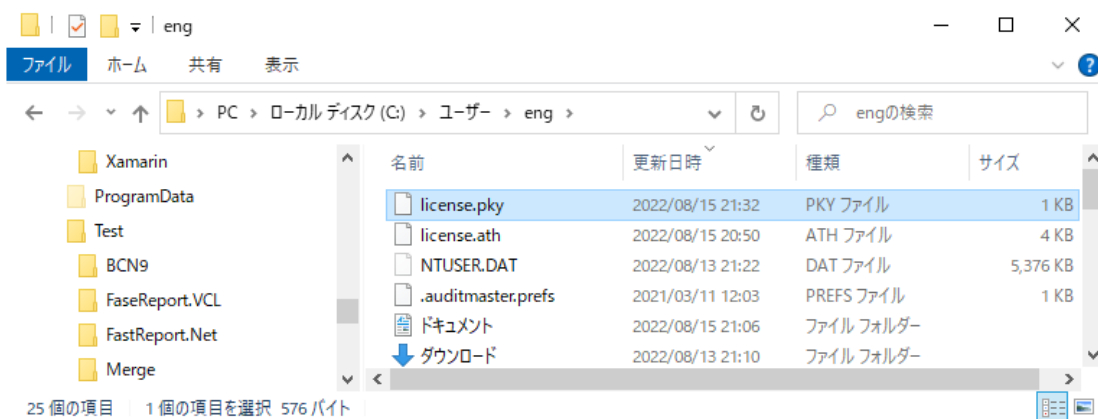 eng
ファイル ホーム 共有 表示
PC > ローカル ディスク (C:) > ユーザー > eng >
engの検索
Xamarin
ProgramData
Test
BCN9
FaseReport.VCL
FastReport.Net
Merge
名前 更新日時 種類 サイズ
license.pky 2022/08/15 21:32 PKY ファイル 1 KB
license.ath 2022/08/15 20:50 ATH ファイル 4 KB
NTUSER.DAT 2022/08/13 21:22 DAT ファイル 5,376 KB
.auditmaster.prefs 2021/03/11 12:03 PREFS ファイル 1 KB
ドキュメント 2022/08/15 21:06 ファイル フォルダー
ダウンロード 2022/08/13 21:10 ファイル フォルダー
25 個の項目 1 個の項目を選択 576 バイト